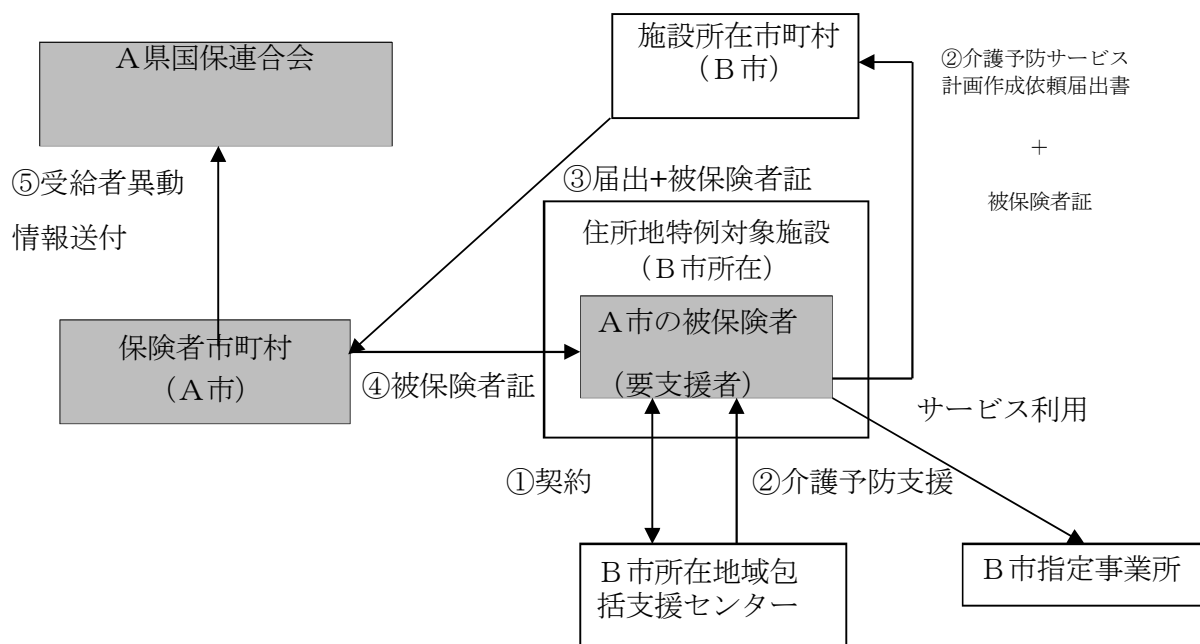 A県国保連合会
施設所在市町村
（B市）
②介護予防サービス
計画作成依頼届出書
+
被保険者証
⑤受給者異動
情報送付
③届出+被保険者証
住所地特例対象施設
（B市所在）
A市の被保険者
（要支援者）
保険者市町村
（A市）
④被保険者証
サービス利用
①契約
②介護予防支援
B市所在地域包
括支援センター
B市指定事業所